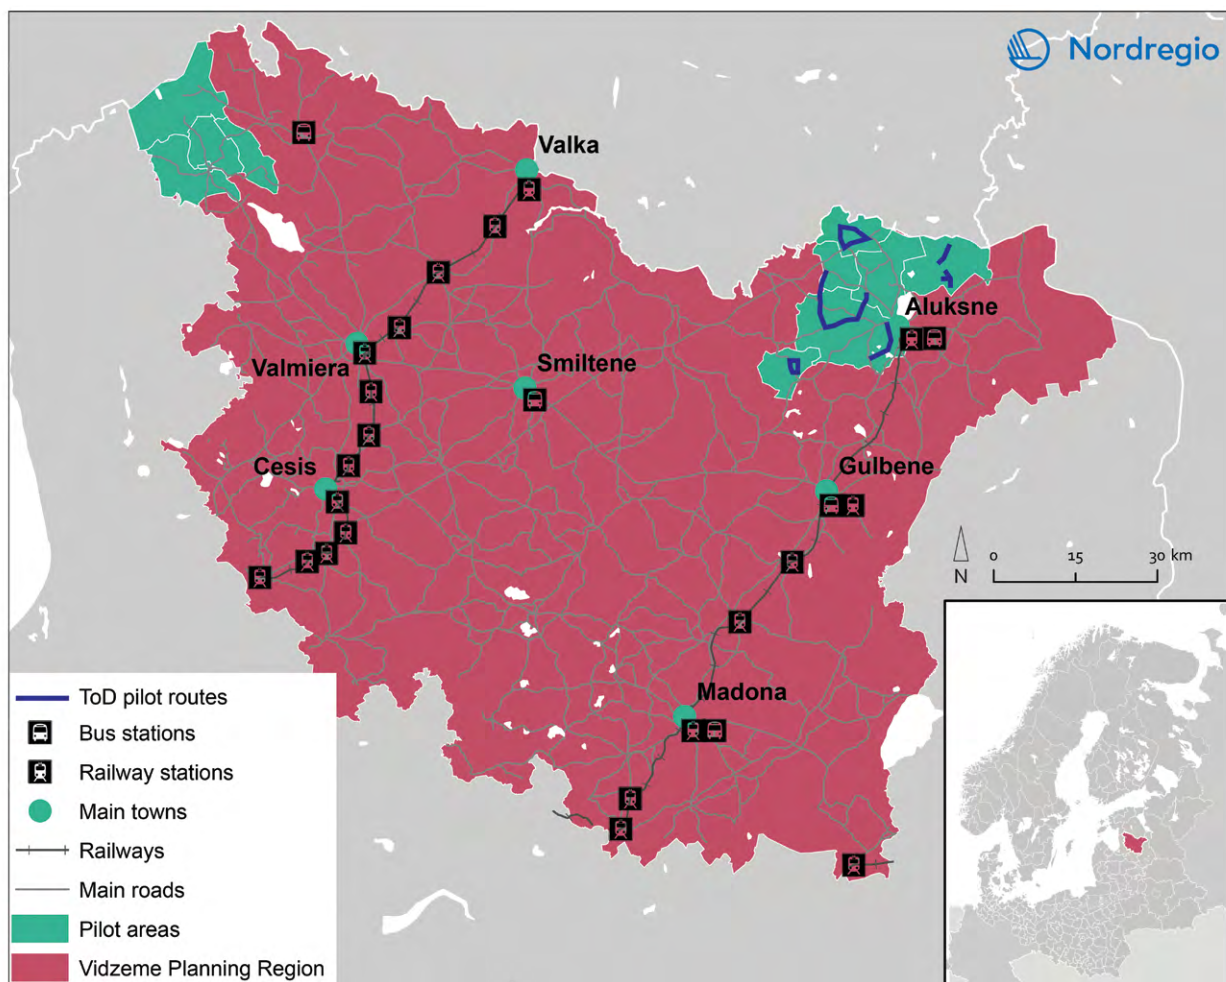 Nordregio
Valka
Aluksne
Valmiera
Smiltene
Cesis
Gulbene
0 15 30 km
N
Madona
ToD pilot routes
Bus stations
Railway stations
Main towns
Railways
Main roads
Pilot areas
Vidzeme Planning Region